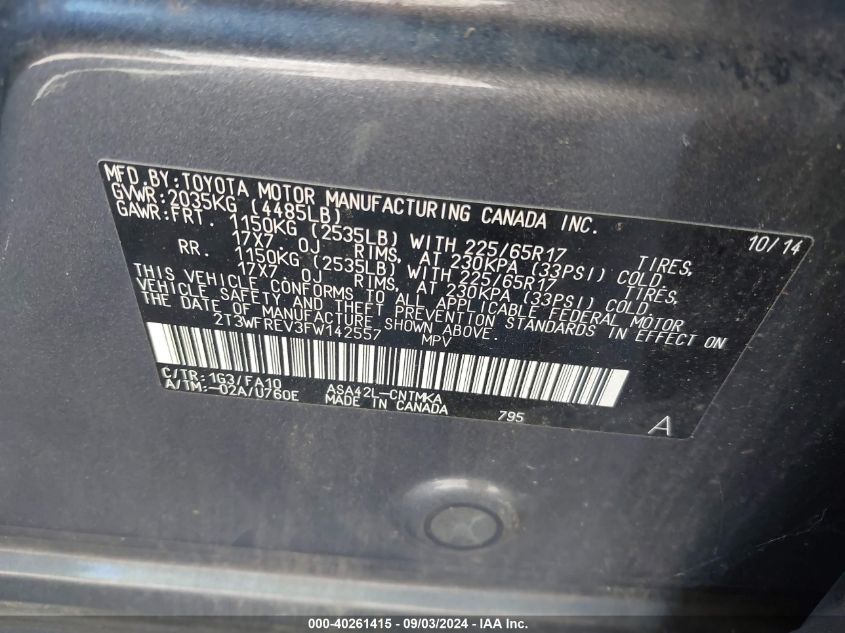 MFD.BY:TOYOTA MOTOR MANUFACTURING CANADA INC.
10/14
GVWR:2035KG (4485LB)
GAWR:FRT. 1150KG (2535LB) WITH 225/65R17 TIRES,
17X7 OJ RIMS, AT 230KPA (33PSI) COLD
RR. 1150KG (2535LB) WITH 225/65R17 TIRES,
17X7 OJ RIMS, AT 230KPA (33PSI) COLD
THIS VEHICLE CONFORMS TO ALL APPLICABLE FEDERAL MOTOR
VEHICLE SAFETY AND THEFT PREVENTION STANDARDS IN EFFECT ON
THE DATE OF MANUFACTURE SHOWN ABOVE.
2T3WFREV3FW142557 MPV
C/TR:1G3/FA10 ASA42L-CNTMKA
A/TM:-02A/U760E MADE IN CANADA 795
A
000-40261415 - 09/03/2024 - IAA Inc.